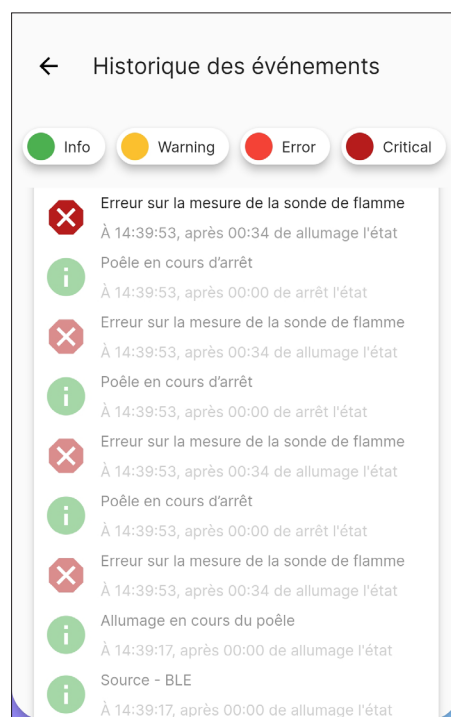 Historique des événements
Info
Warning
Error
Critical
Erreur sur la mesure de la sonde de flamme
À 14:39:53, après 00:34 de allumage l'état
Poêle en cours d'arrêt
À 14:39:53, après 00:00 de arrêt l'état
Erreur sur la mesure de la sonde de flamme
À 14:39:53, après 00:34 de allumage l'état
Poêle en cours d'arrêt
À 14:39:53, après 00:00 de arrêt l'état
Erreur sur la mesure de la sonde de flamme
À 14:39:53, après 00:34 de allumage l'état
Poêle en cours d'arrêt
À 14:39:53, après 00:00 de arrêt l'état
Erreur sur la mesure de la sonde de flamme
À 14:39:53, après 00:34 de allumage l'état
Allumage en cours du poêle
À 14:39:17, après 00:00 de allumage l'état
Source - BLE
À 14:39:17, après 00:00 de allumage l'état